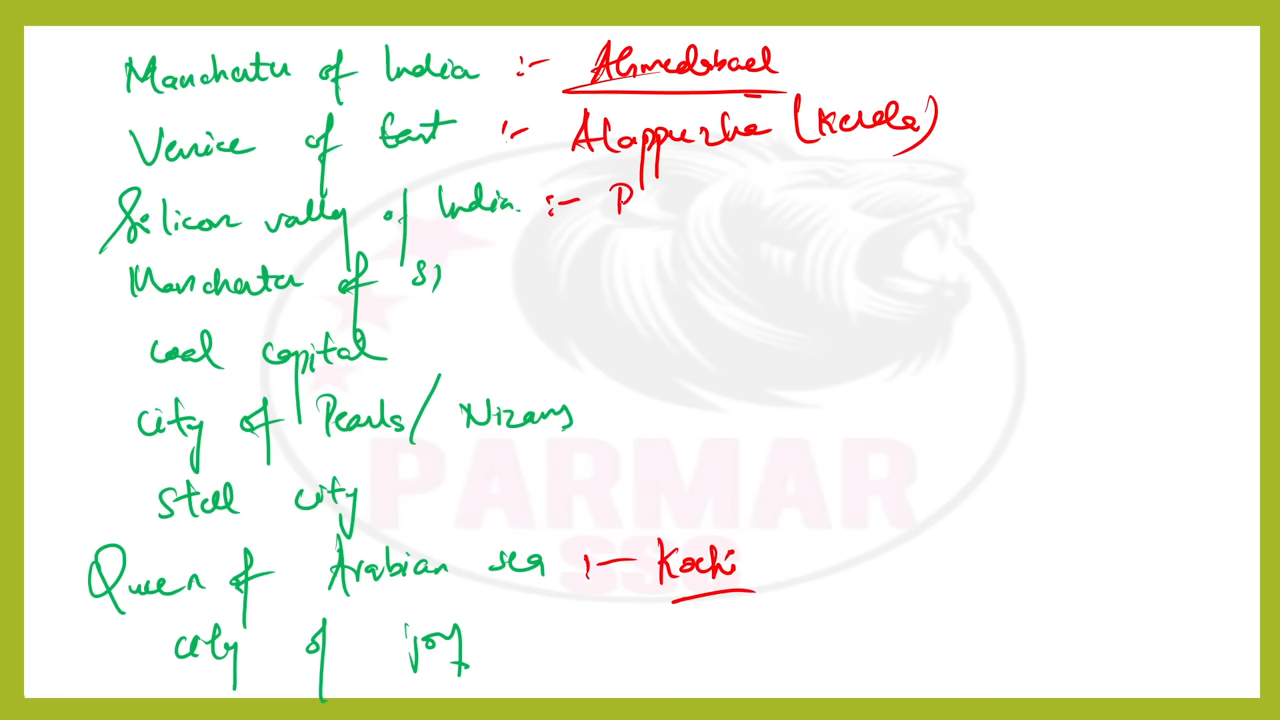 Manchester of India :- Ahmedabad
Venice of East :- Alappuzha (Kerala)
Silicon valley of India :- P
Manchester of SI
coal capital
City of Pearls / Nizams
Steel city
Queen of Arabian sea :- Kochi
city of joy
PARMAR
SSC